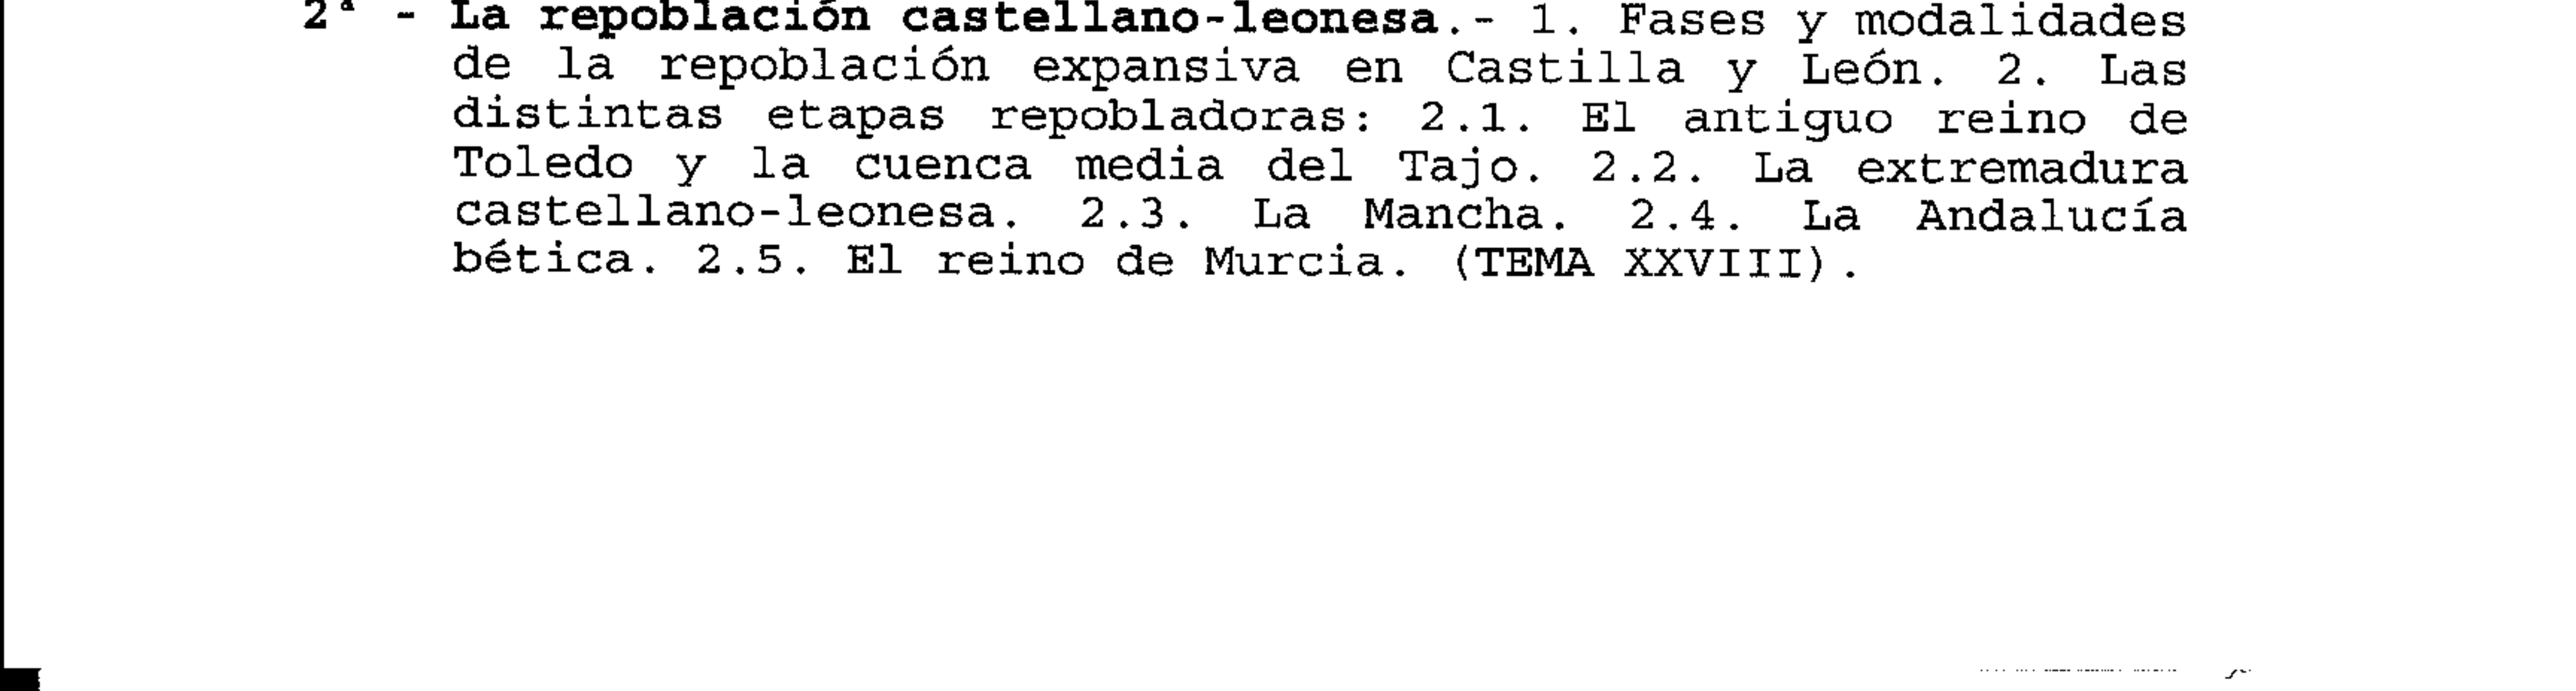 2ª - La repoblación castellano-leonesa.- 1. Fases y modalidades
de la repoblación expansiva en Castilla y León. 2. Las
distintas etapas repobladoras: 2.1. El antiguo reino de
Toledo y la cuenca media del Tajo. 2.2. La extremadura
castellano-leonesa. 2.3. La Mancha. 2.4. La Andalucía
bética. 2.5. El reino de Murcia. (TEMA XXVIII).